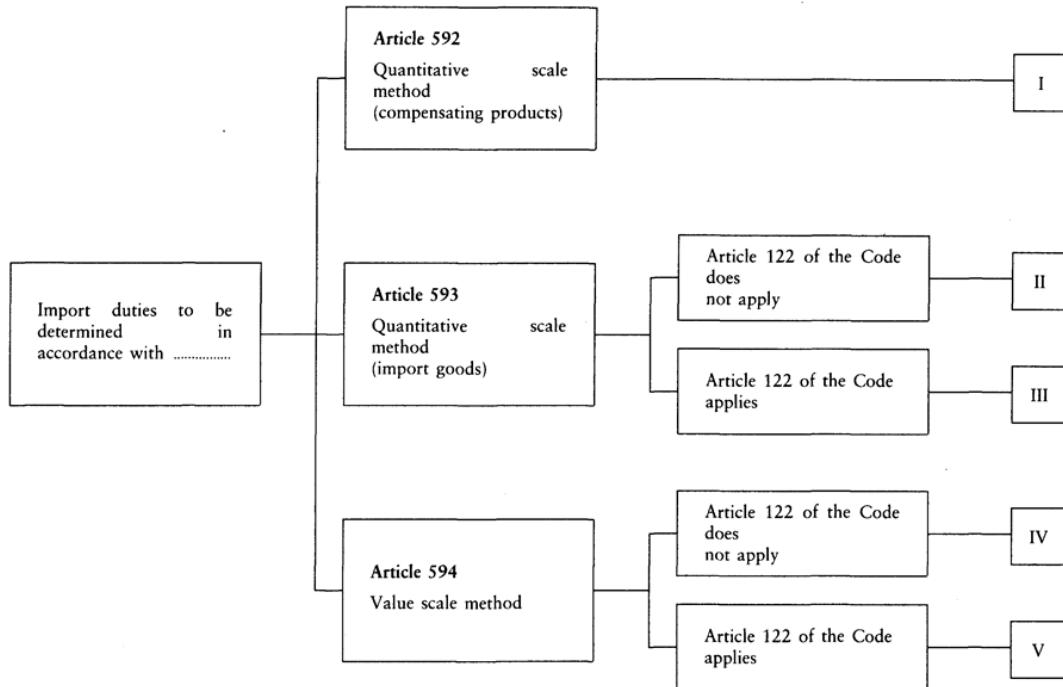 Article 592
Quantitative scale
method
(compensating products)
I
Import duties to be
determined in
accordance with ................
Article 593
Quantitative scale
method
(import goods)
Article 122 of the Code
does
not apply
II
Article 122 of the Code
applies
III
Article 594
Value scale method
Article 122 of the Code
does
not apply
IV
Article 122 of the Code
applies
V